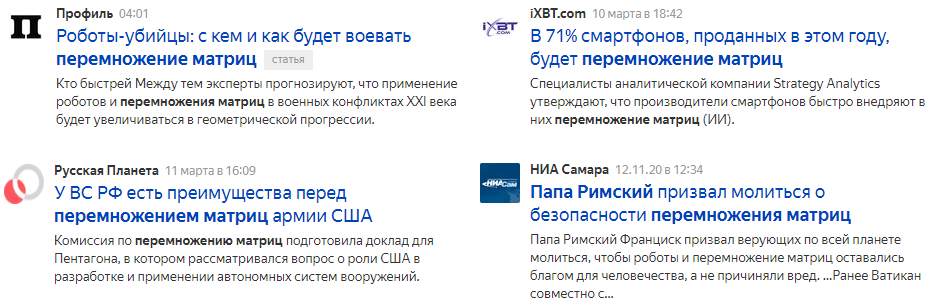 Профиль 04:01
Роботы-убийцы: с кем и как будет воевать
перемножение матриц статья
Кто быстрей Между тем эксперты прогнозируют, что применение
роботов и перемножения матриц в военных конфликтах XXI века
будет увеличиваться в геометрической прогрессии.
iXBT.com 10 марта в 18:42
В 71% смартфонов, проданных в этом году,
будет перемножение матриц
Специалисты аналитической компании Strategy Analytics
утверждают, что производители смартфонов быстро внедряют в
них перемножение матриц (ИИ).
Русская Планета 11 марта в 16:09
У ВС РФ есть преимущества перед
перемножением матриц армии США
Комиссия по перемножению матриц подготовила доклад для
Пентагона, в котором рассматривался вопрос о роли США в
разработке и применении автономных систем вооружений.
НИА Самара 12.11.20 в 12:34
Папа Римский призвал молиться о
безопасности перемножения матриц
Папа Римский Франциск призвал верующих по всей планете
молиться, чтобы роботы и перемножение матриц оставались
благом для человечества, а не причиняли вред. ...Ранее Ватикан
совместно с...